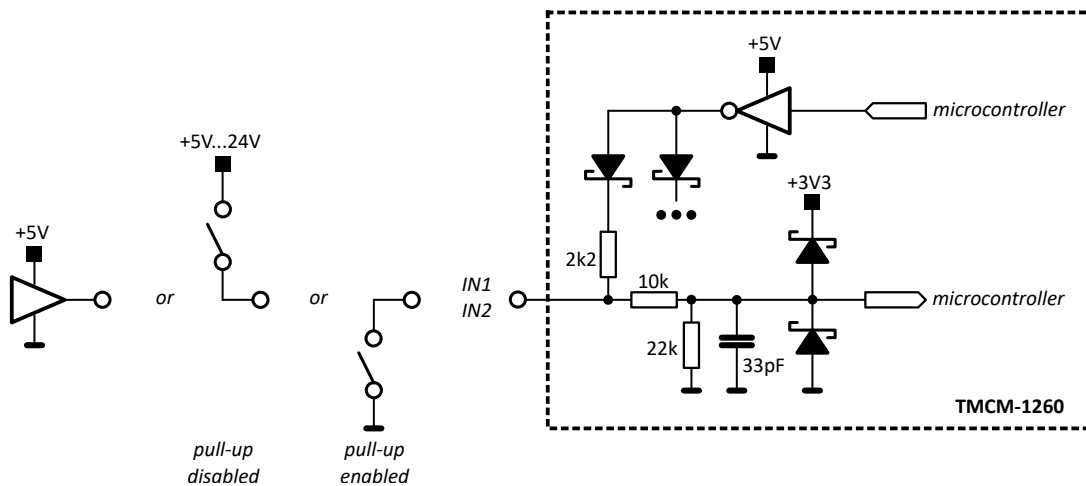 +5V
microcontroller
+5V...24V
+3V3
+5V
2k2
or
or
IN1
IN2
10k
microcontroller
22k
33pF
TMCM-1260
pull-up
disabled
pull-up
enabled